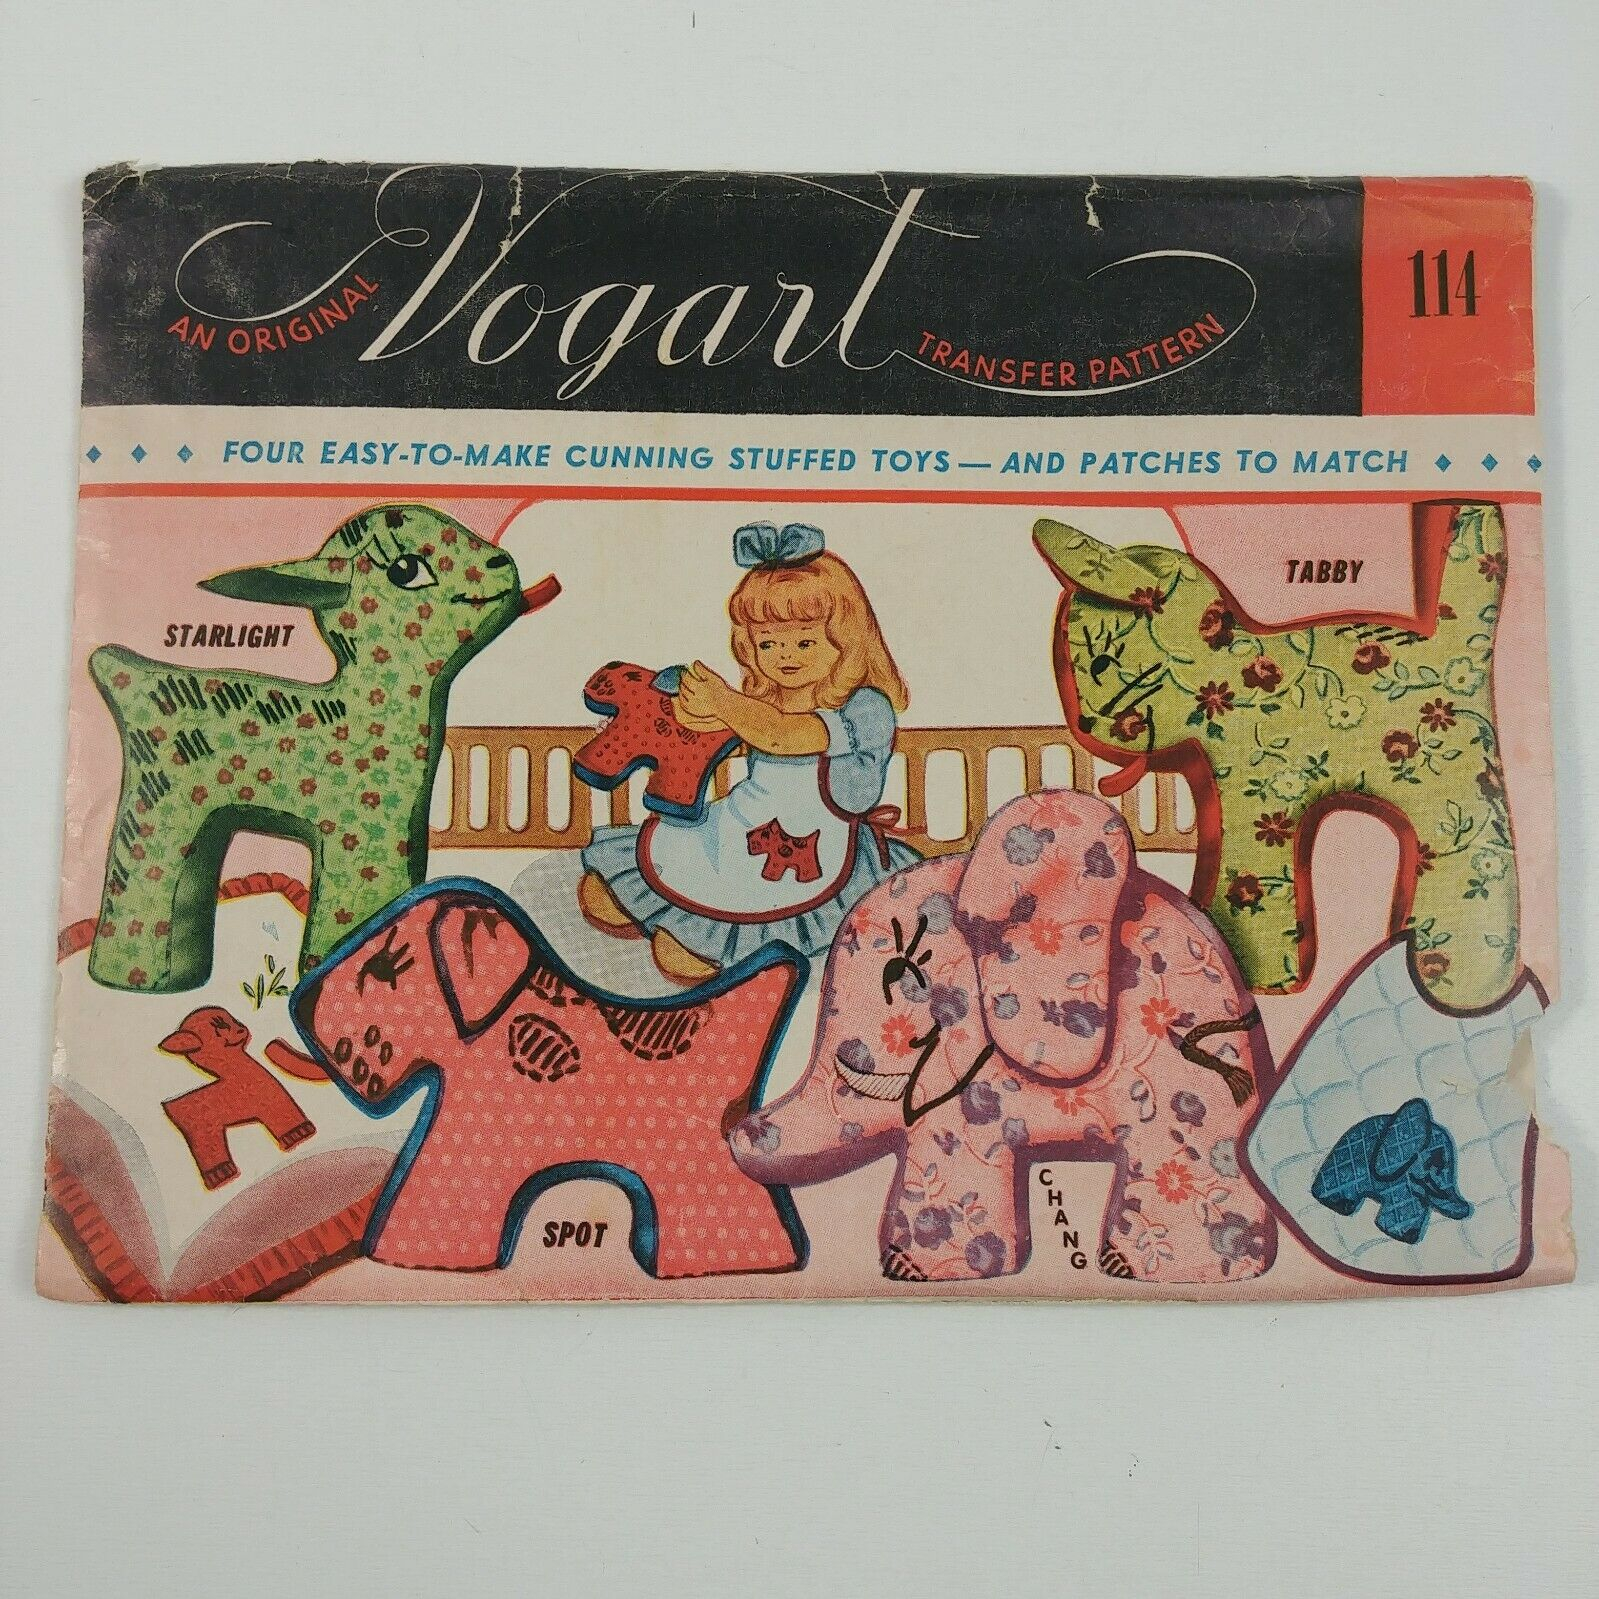 AN ORIGINAL Vogart TRANSFER PATTERN
114
FOUR EASY-TO-MAKE CUNNING STUFFED TOYS — AND PATCHES TO MATCH
STARLIGHT
TABBY
SPOT
CHANG